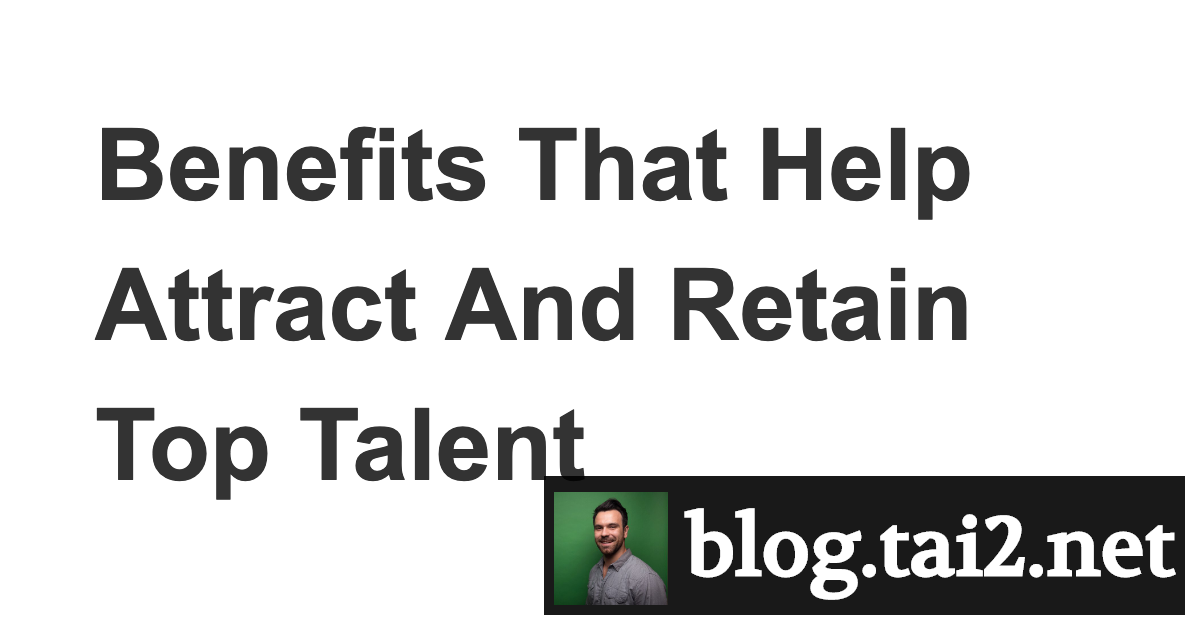 Benefits That Help
Attract And Retain
Top Talent
blog.tai2.net